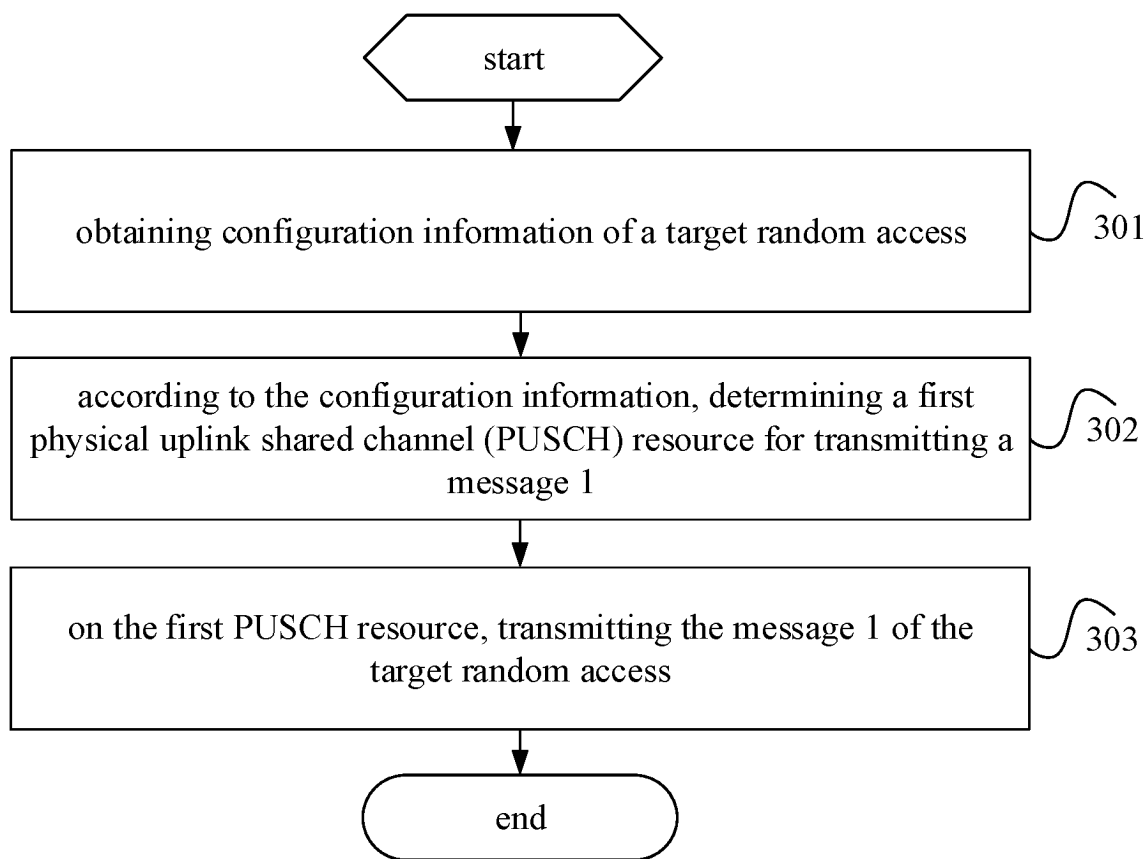 start
obtaining configuration information of a target random access
301
according to the configuration information, determining a first
physical uplink shared channel (PUSCH) resource for transmitting a
message 1
302
on the first PUSCH resource, transmitting the message 1 of the
target random access
303
end